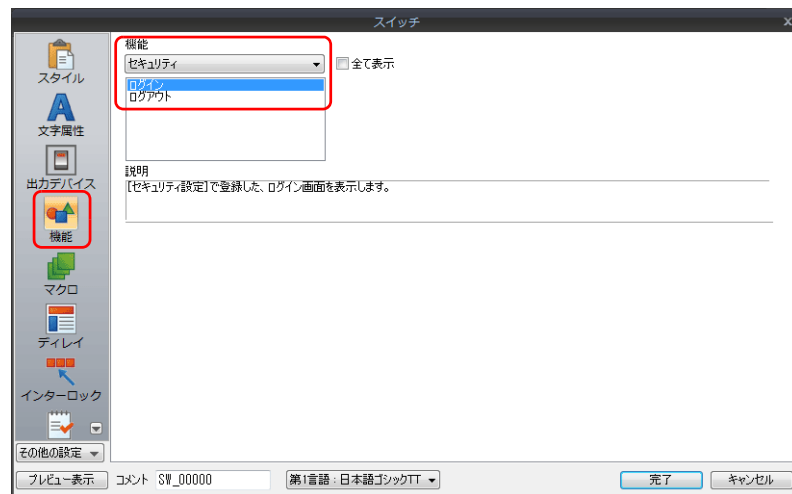 スイッチ
x
スタイル
文字属性
出力デバイス
機能
マクロ
ディレイ
インターロック
その他の設定
機能
セキュリティ
全て表示
ログイン
ログアウト
説明
[セキュリティ設定]で登録した、ログイン画面を表示します。
プレビュー表示
コメント
SW_00000
第1言語:日本語ゴシックTT
完了
キャンセル